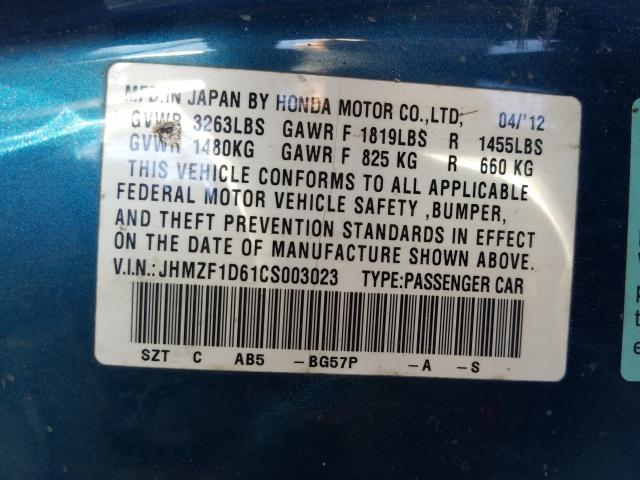 MFD.IN JAPAN BY HONDA MOTOR CO.,LTD; 04/'12
GVWR 3263LBS GAWR F 1819LBS R 1455LBS
GVWR 1480KG GAWR F 825 KG R 660 KG
THIS VEHICLE CONFORMS TO ALL APPLICABLE
FEDERAL MOTOR VEHICLE SAFETY ,BUMPER,
AND THEFT PREVENTION STANDARDS IN EFFECT
ON THE DATE OF MANUFACTURE SHOWN ABOVE.
V.I.N.:JHMZF1D61CS003023 TYPE:PASSENGER CAR
SZT C AB5 -BG57P -A -S